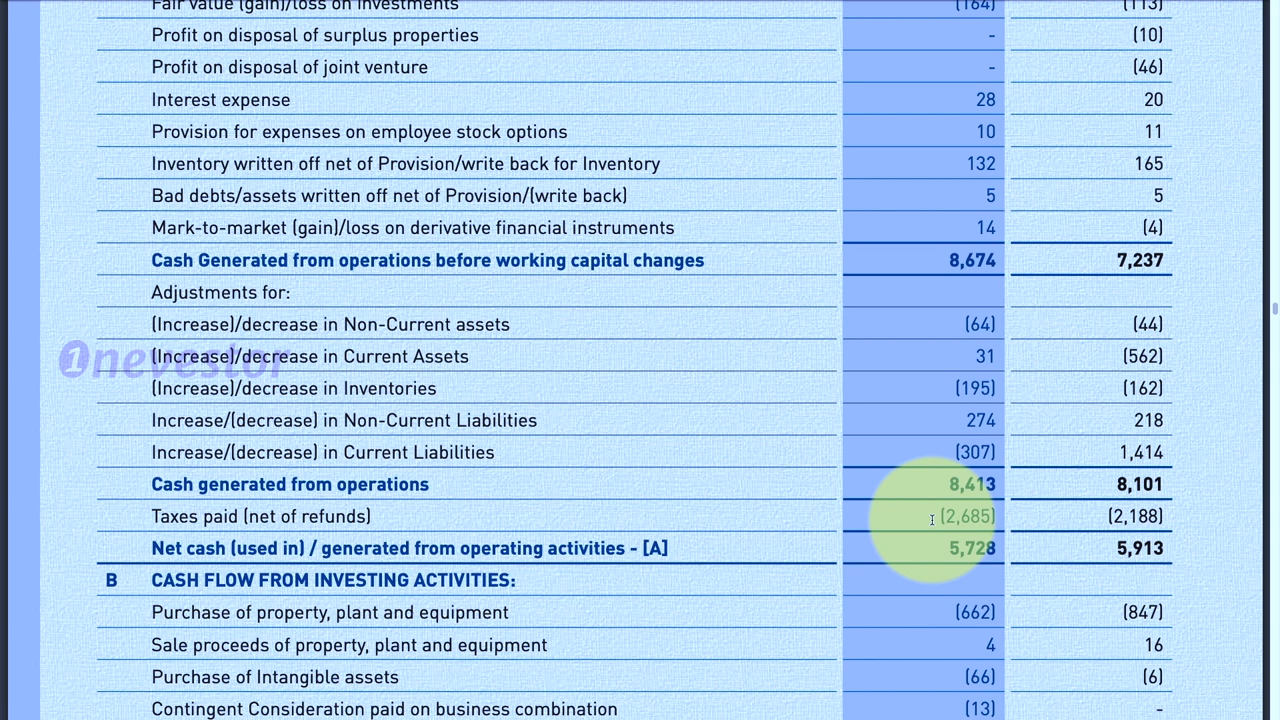 Fair value (gain)/loss on investments (164) (113)
Profit on disposal of surplus properties - (10)
Profit on disposal of joint venture - (46)
Interest expense 28 20
Provision for expenses on employee stock options 10 11
Inventory written off net of Provision/write back for Inventory 132 165
Bad debts/assets written off net of Provision/(write back) 5 5
Mark-to-market (gain)/loss on derivative financial instruments 14 (4)
Cash Generated from operations before working capital changes 8,674 7,237
Adjustments for:
(Increase)/decrease in Non-Current assets (64) (44)
(Increase)/decrease in Current Assets 31 (562)
1nevestor
(Increase)/decrease in Inventories (195) (162)
Increase/(decrease) in Non-Current Liabilities 274 218
Increase/(decrease) in Current Liabilities (307) 1,414
Cash generated from operations 8,413 8,101
Taxes paid (net of refunds) (2,685) (2,188)
Net cash (used in) / generated from operating activities - [A] 5,728 5,913
B CASH FLOW FROM INVESTING ACTIVITIES:
Purchase of property, plant and equipment (662) (847)
Sale proceeds of property, plant and equipment 4 16
Purchase of Intangible assets (66) (6)
Contingent Consideration paid on business combination (13) -